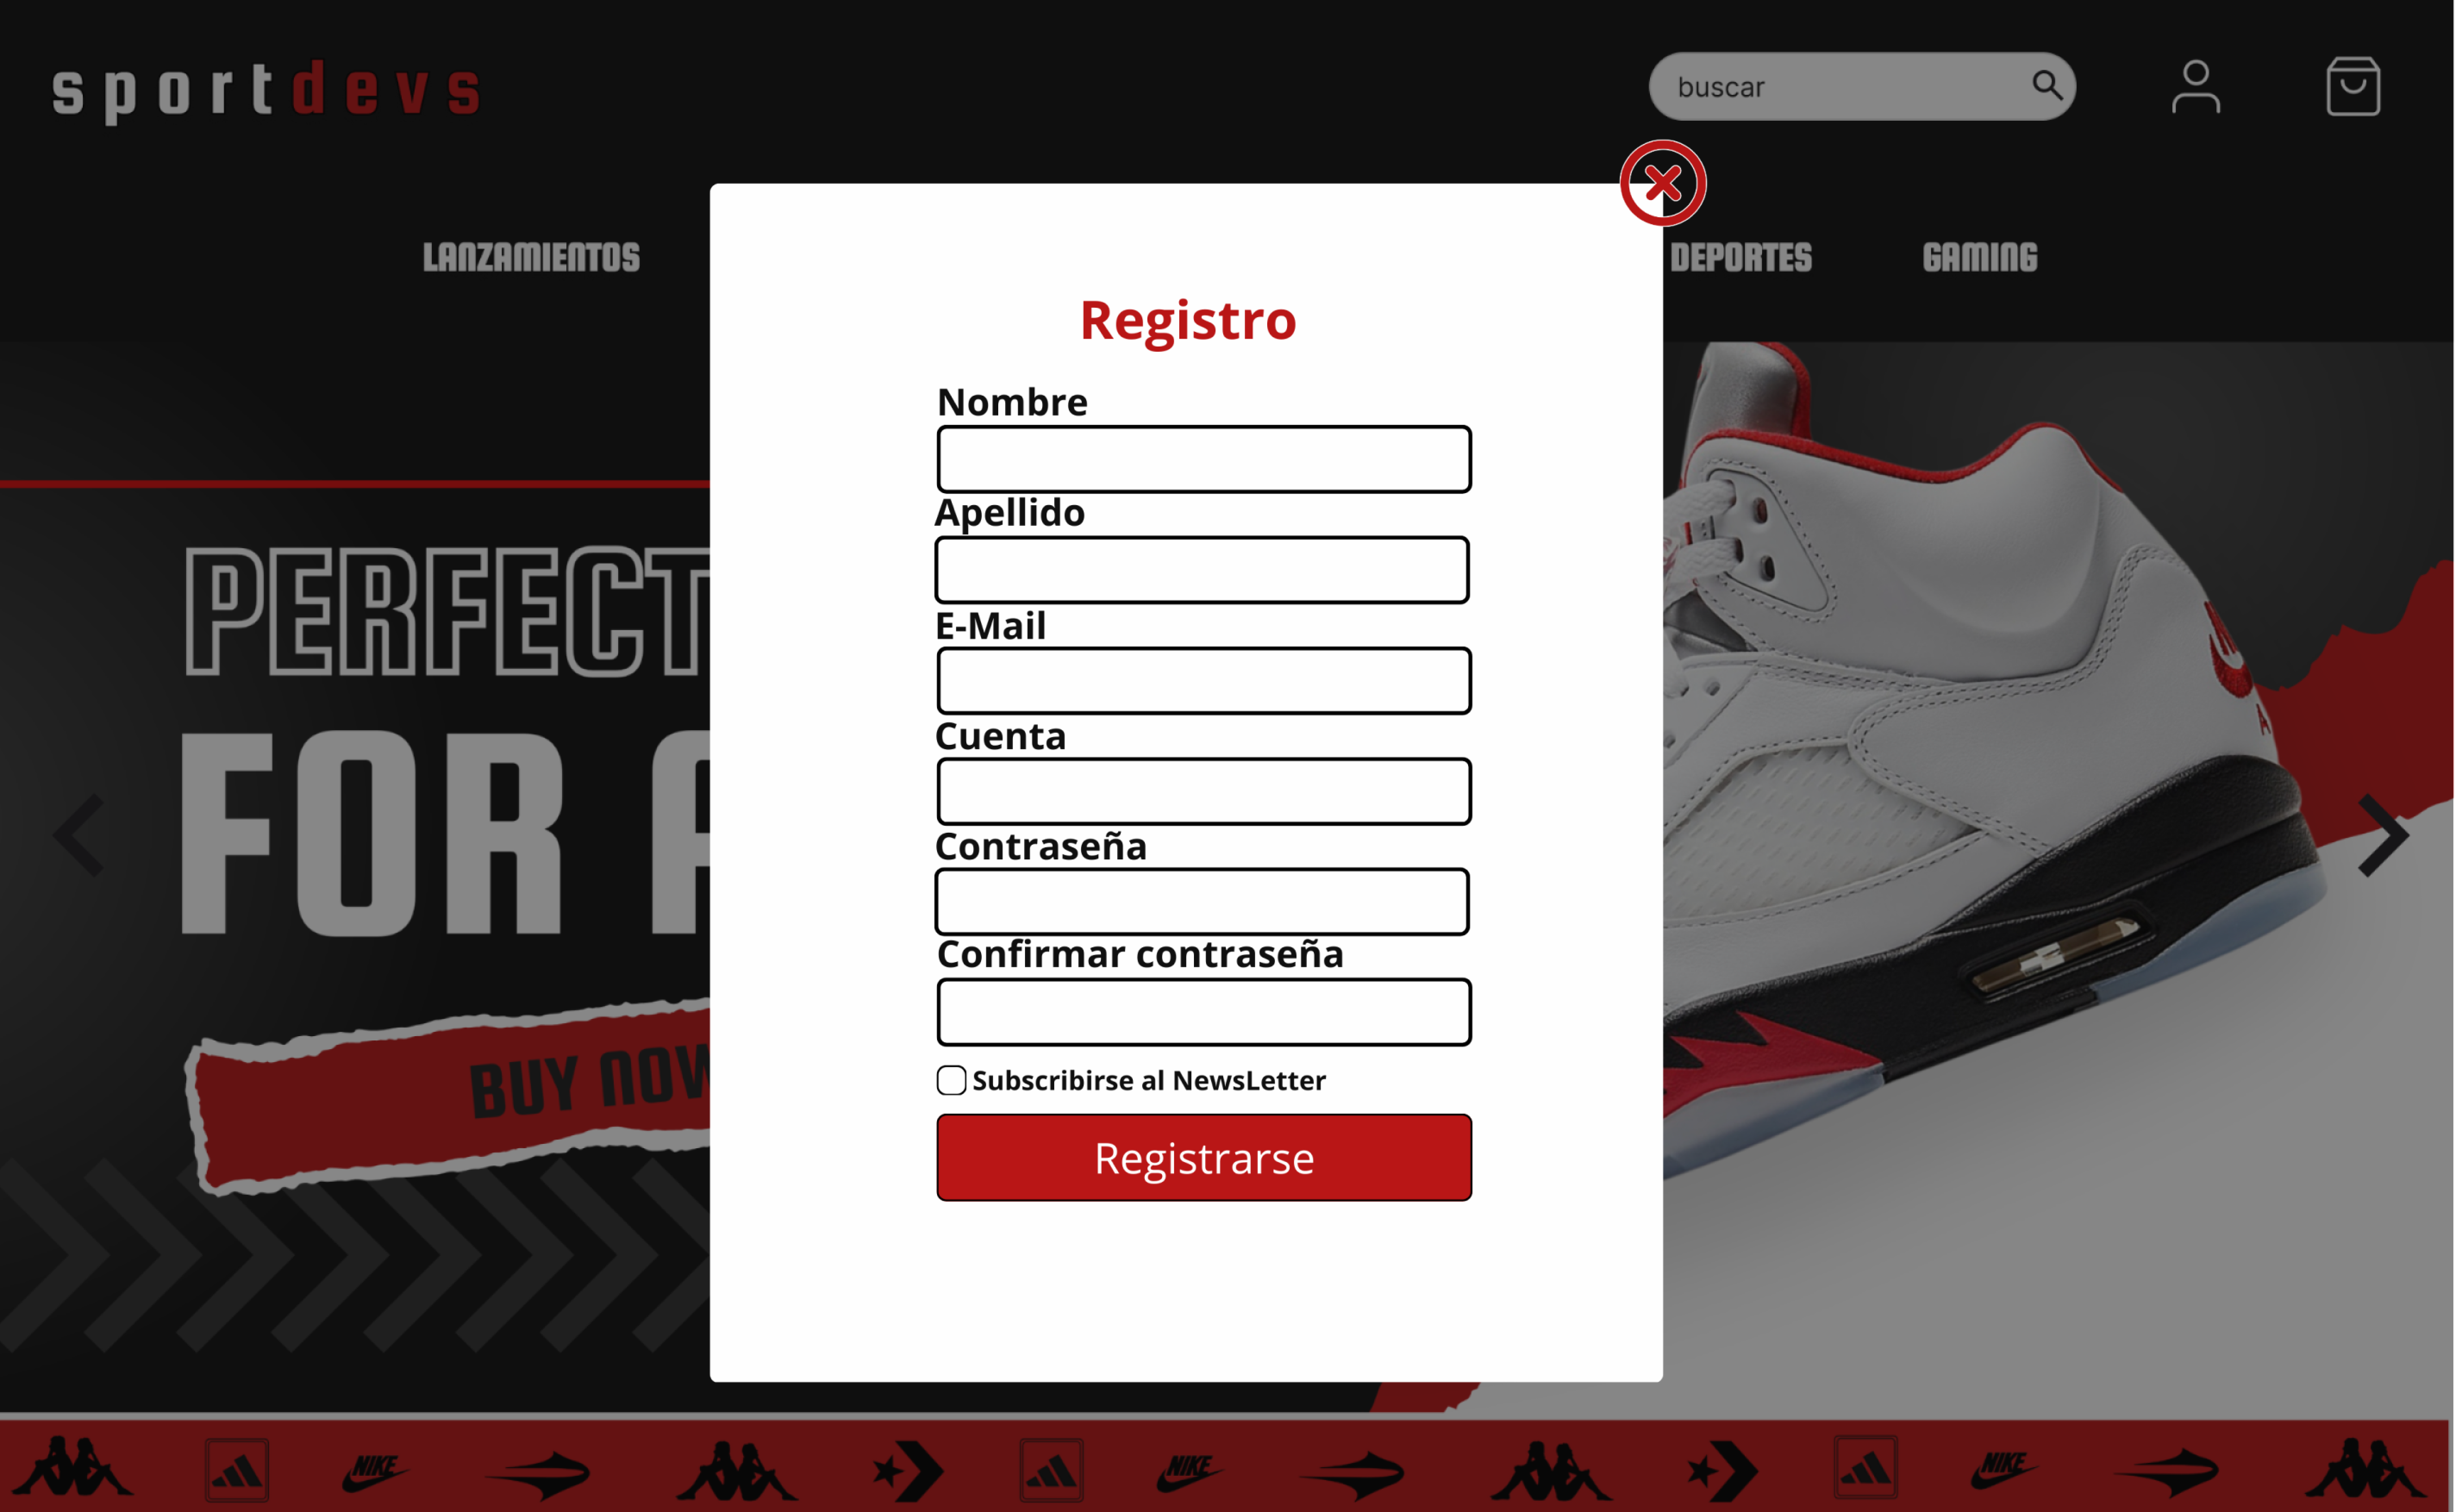 sportdevs
buscar
LANZAMIENTOS
DEPORTES
GAMING
Registro
Nombre
Apellido
E-Mail
Cuenta
Contraseña
Confirmar contraseña
Subscribirse al NewsLetter
Registrarse
PERFECT
FOR
BUY NOW
NIKE
NIKE
NIKE